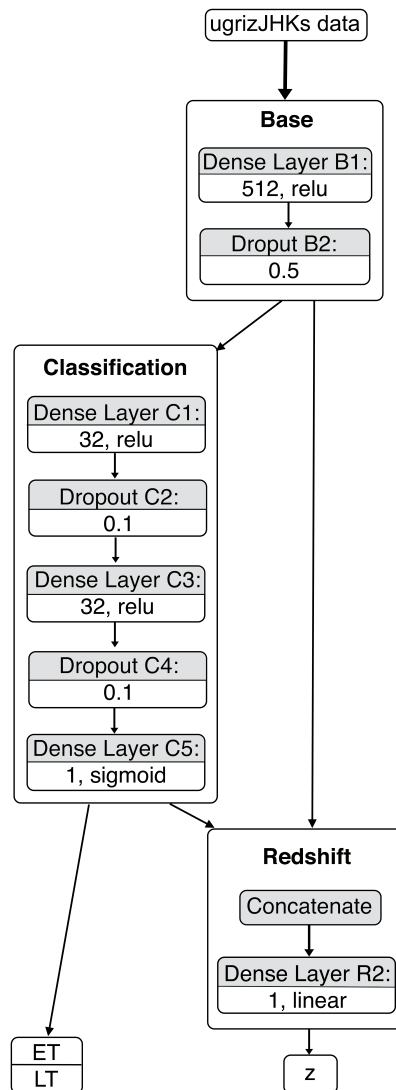 ugrizJHKs data
Base
Dense Layer B1:
512, relu
Droput B2:
0.5
Classification
Dense Layer C1:
32, relu
Dropout C2:
0.1
Dense Layer C3:
32, relu
Dropout C4:
0.1
Dense Layer C5:
1, sigmoid
Redshift
Concatenate
Dense Layer R2:
1, linear
ET
LT
z